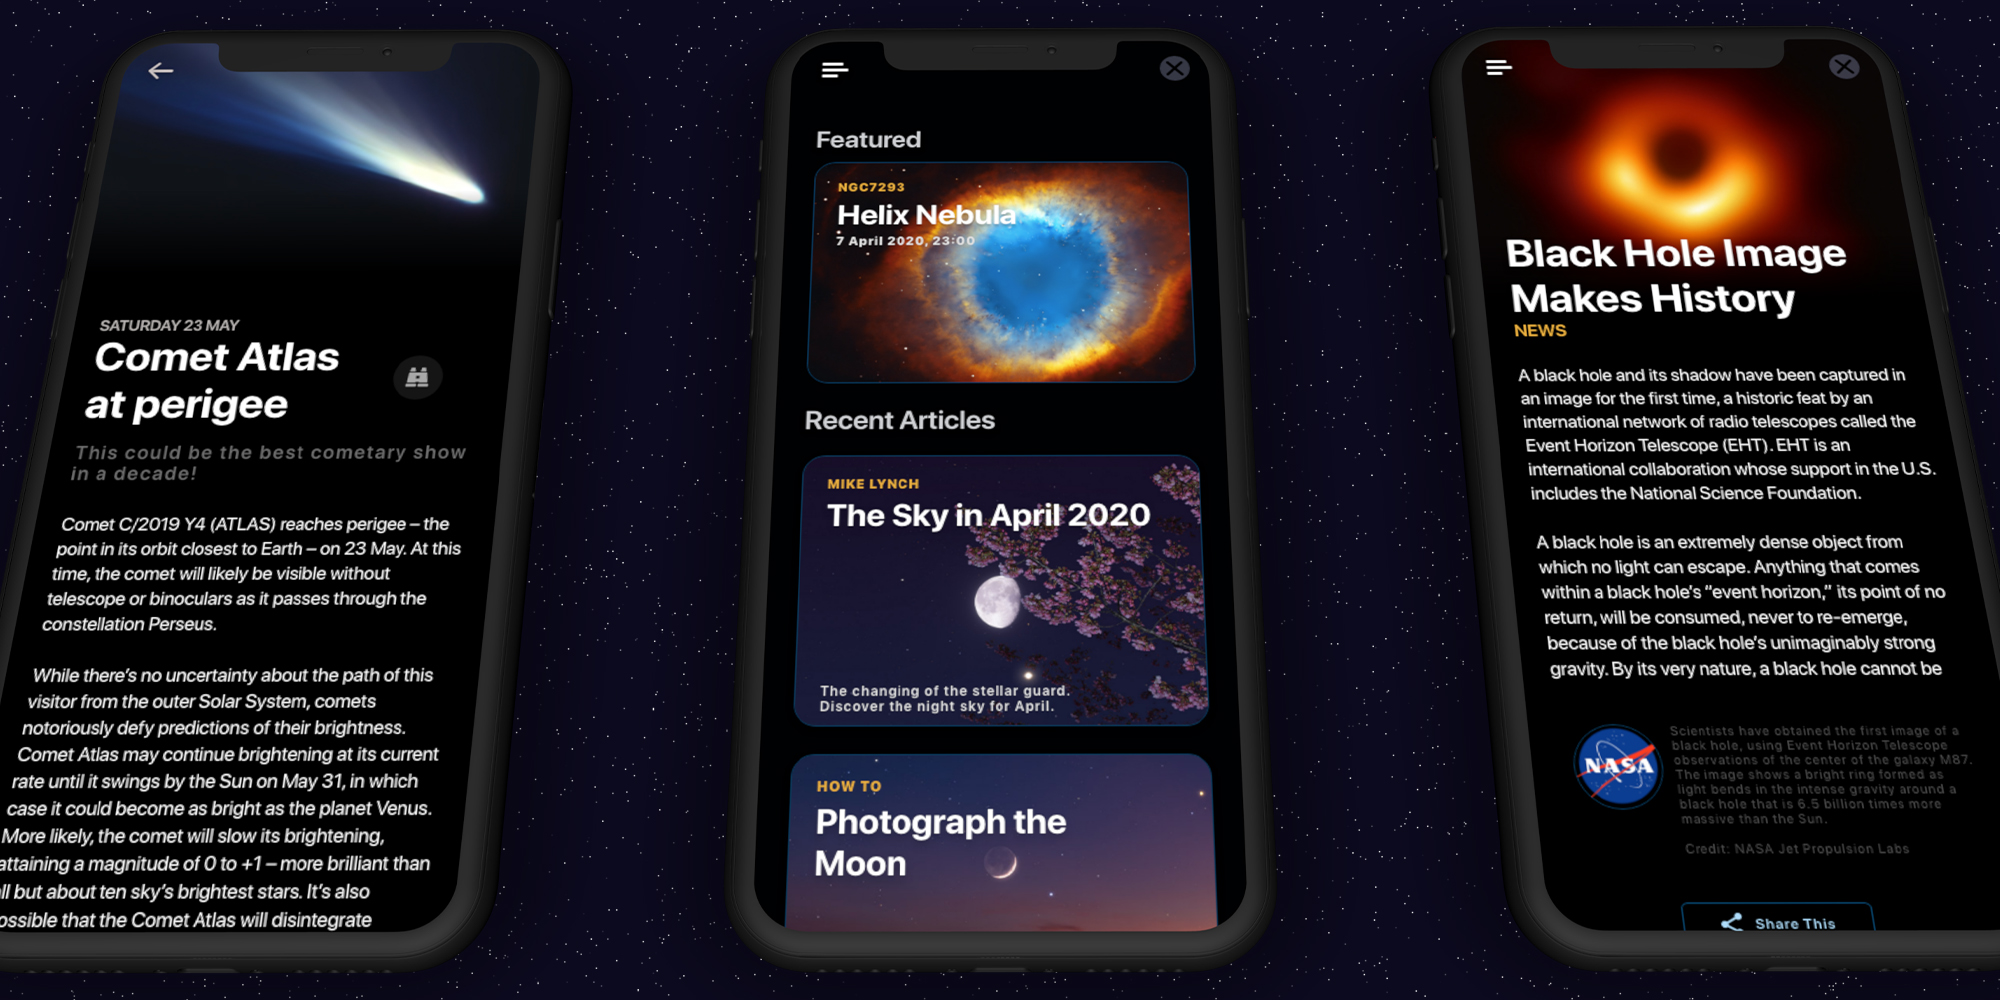 SATURDAY 23 MAY
Comet Atlas
at perigee
This could be the best cometary show
in a decade!
Comet C/2019 Y4 (ATLAS) reaches perigee – the
point in its orbit closest to Earth – on 23 May. At this
time, the comet will likely be visible without
telescope or binoculars as it passes through the
constellation Perseus.
While there's no uncertainty about the path of this
visitor from the outer Solar System, comets
notoriously defy predictions of their brightness.
Comet Atlas may continue brightening at its current
rate until it swings by the Sun on May 31, in which
case it could become as bright as the planet Venus.
More likely, the comet will slow its brightening,
attaining a magnitude of 0 to +1 – more brilliant than
ll but about ten sky's brightest stars. It's also
ossible that the Comet Atlas will disintegrate
Featured
NGC7293
Helix Nebula
7 April 2020, 23:00
Recent Articles
MIKE LYNCH
The Sky in April 2020
The changing of the stellar guard.
Discover the night sky for April.
HOW TO
Photograph the
Moon
Black Hole Image
Makes History
NEWS
A black hole and its shadow have been captured in
an image for the first time, a historic feat by an
international network of radio telescopes called the
Event Horizon Telescope (EHT). EHT is an
international collaboration whose support in the U.S.
includes the National Science Foundation.
A black hole is an extremely dense object from
which no light can escape. Anything that comes
within a black hole's "event horizon," its point of no
return, will be consumed, never to re-emerge,
because of the black hole's unimaginably strong
gravity. By its very nature, a black hole cannot be
NASA
Scientists have obtained the first image of a
black hole, using Event Horizon Telescope
observations of the center of the galaxy M87.
The image shows a bright ring formed as
light bends in the intense gravity around a
black hole that is 6.5 billion times more
massive than the Sun.
Credit: NASA Jet Propulsion Labs
Share This